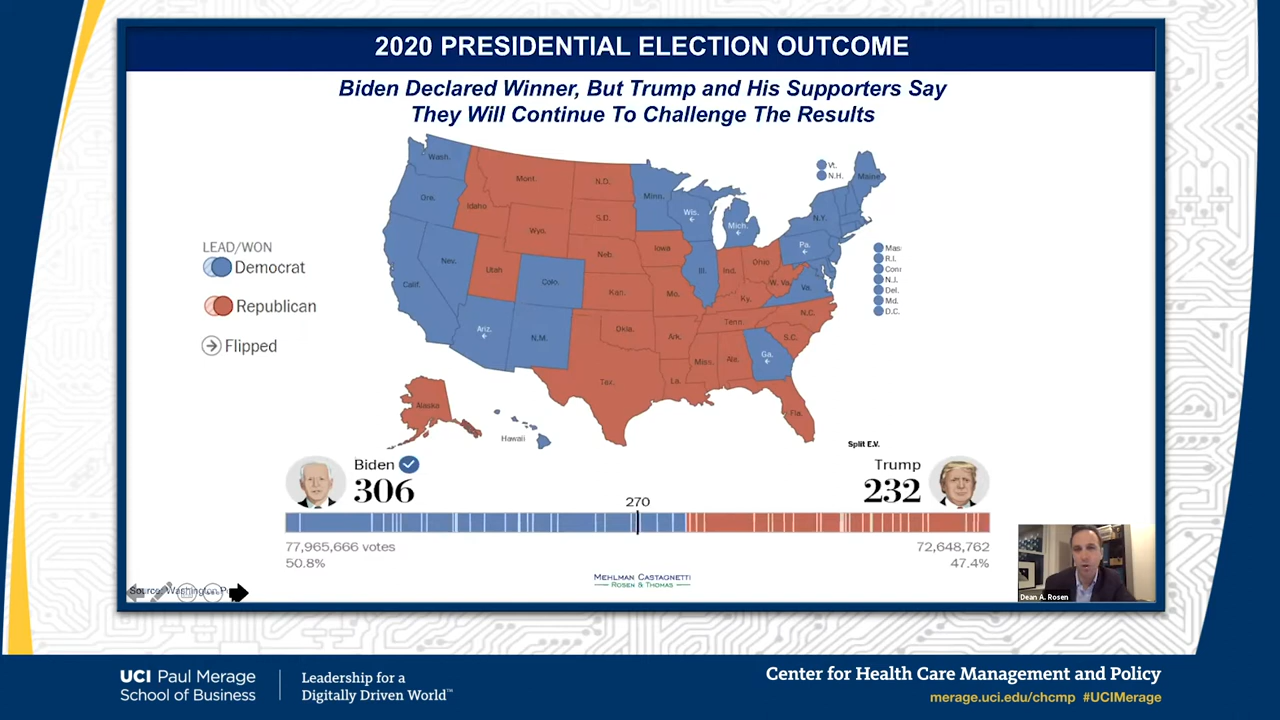 2020 PRESIDENTIAL ELECTION OUTCOME
Biden Declared Winner, But Trump and His Supporters Say
They Will Continue To Challenge The Results
LEAD/WON
Democrat
Republican
Flipped
Wash.
Ore.
Calif.
Nev.
Idaho
Mont.
Wyo.
Utah
Colo.
Ariz.
N.M.
N.D.
S.D.
Neb.
Kan.
Okla.
Tex.
Minn.
Iowa
Mo.
Ark.
La.
Wis.
Ill.
Mich.
Ind.
Ohio
Ky.
Tenn.
Miss.
Ala.
Ga.
Fla.
S.C.
N.C.
W. Va.
Va.
Pa.
N.Y.
Maine
Vt.
N.H.
Mas
R.I.
Conn
N.J.
Del.
Md.
D.C.
Alaska
Hawaii
Split E.V.
Biden
306
Trump
232
270
77,965,666 votes
50.8%
72,648,762
47.4%
MEHLMAN CASTAGNETTI
ROSEN & THOMAS
Source: Washington P
Dean A. Rosen
UCI Paul Merage
School of Business
Leadership for a
Digitally Driven World™
Center for Health Care Management and Policy
merage.uci.edu/chcmp #UCIMerage